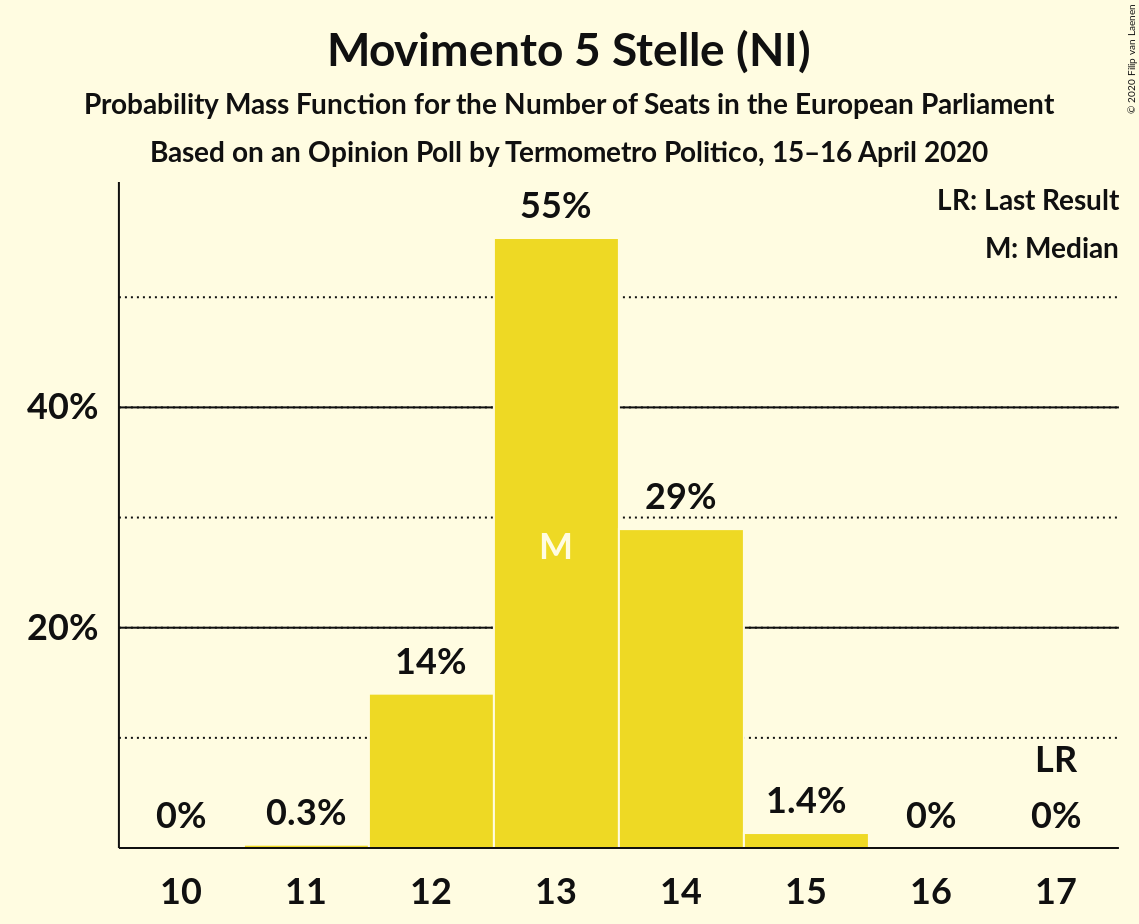 Movimento 5 Stelle (NI)
Probability Mass Function for the Number of Seats in the European Parliament
Based on an Opinion Poll by Termometro Politico, 15–16 April 2020
© 2020 Filip van Laenen
LR: Last Result
M: Median
55%
40%
29%
M
20%
14%
LR
0%
0.3%
1.4%
0%
0%
10 11 12 13 14 15 16 17